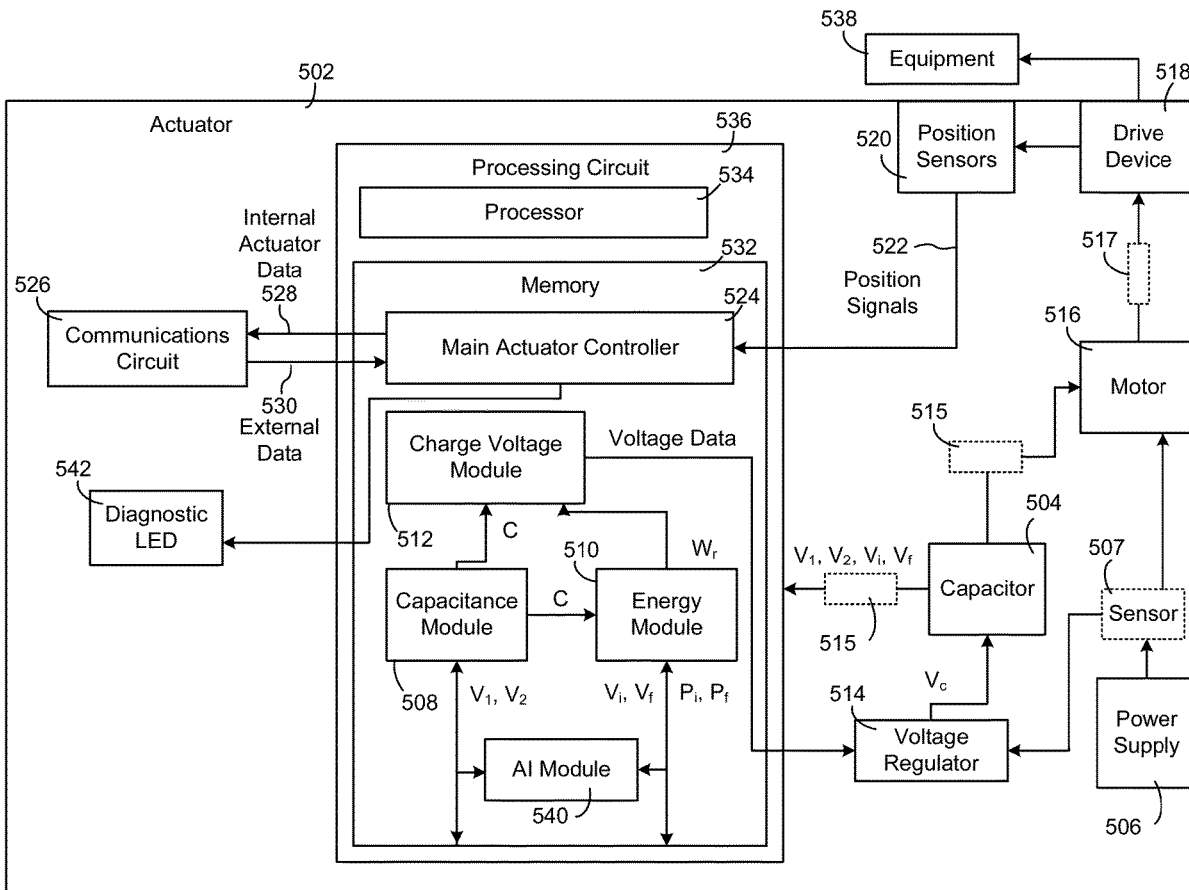 538
Equipment
518
502
Actuator
536
Position
Sensors
520
Drive
Device
Processing Circuit
534
Processor
Internal
Actuator
Data
522
517
532
Memory
Position
Signals
526
528
524
516
Communications
Circuit
Main Actuator Controller
Motor
530
External
Data
515
Charge Voltage
Module
Voltage Data
542
Diagnostic
LED
512
C
504
510
Wr
V1, V2, Vi, Vf
507
Capacitance
Module
C
Energy
Module
Capacitor
Sensor
515
508
V1, V2
Vi, Vf
Pi, Pf
Vc
514
Voltage
Regulator
Power
Supply
AI Module
540
506